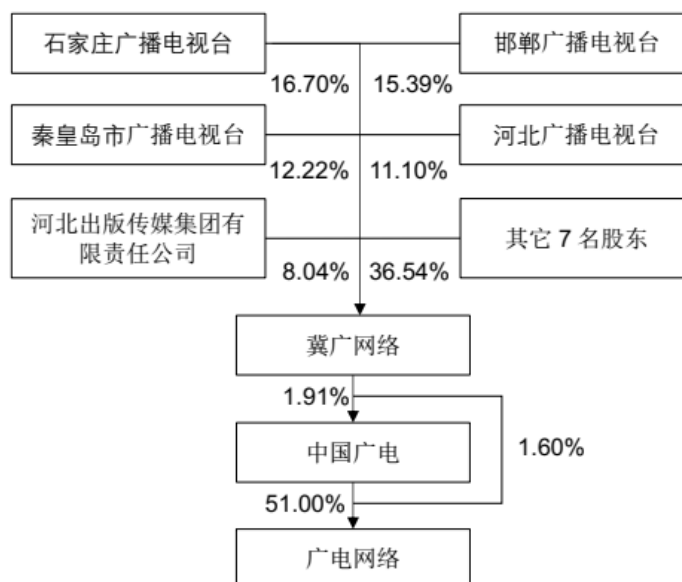 石家庄广播电视台
邯郸广播电视台
16.70%
15.39%
秦皇岛市广播电视台
河北广播电视台
12.22%
11.10%
河北出版传媒集团有
限责任公司
其它 7 名股东
8.04%
36.54%
冀广网络
1.91%
中国广电
1.60%
51.00%
广电网络